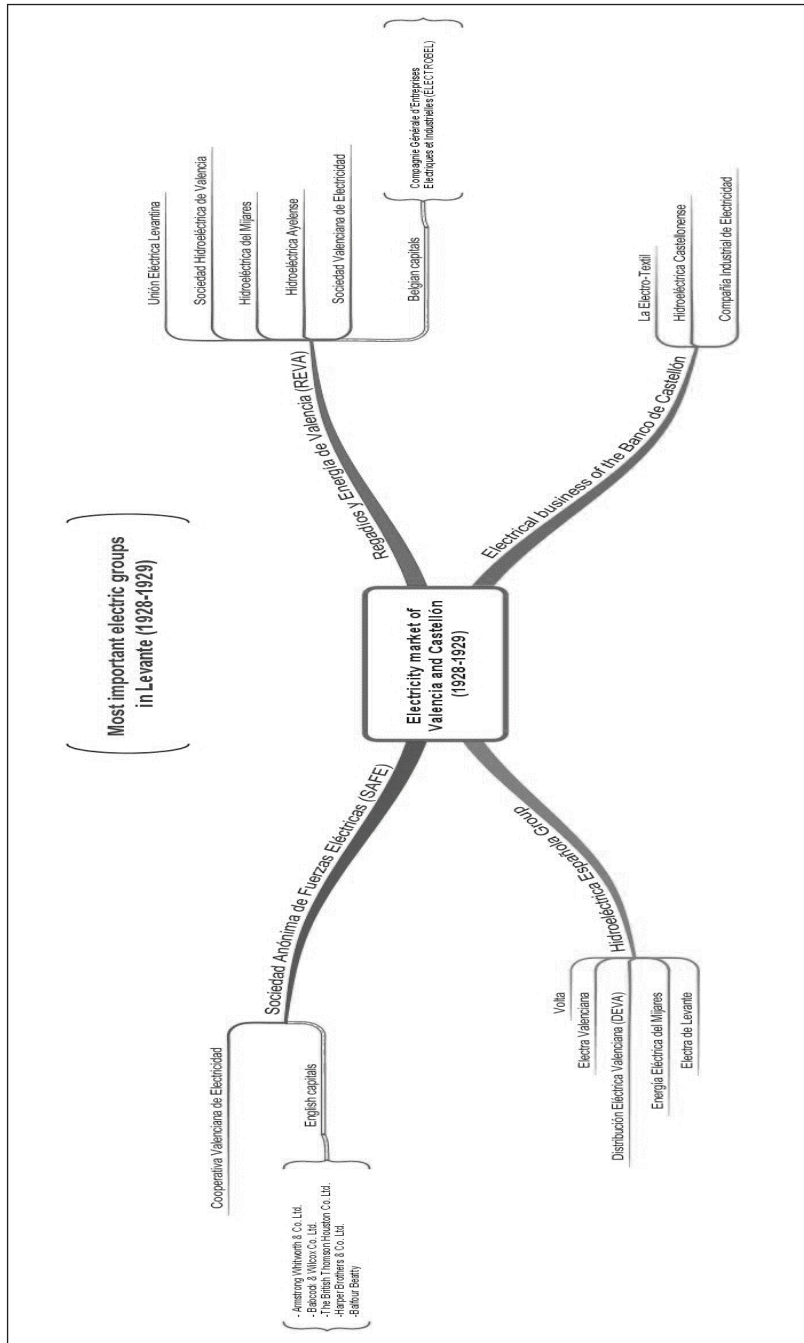 Most important electric groups
in Levante (1928-1929)
Electricity market of
Valencia and Castellón
(1928-1929)
Sociedad Anónima de Fuerzas Eléctricas (SAFE)
Cooperativa Valenciana de Electricidad
English capitals
- Armstrong Whitworth & Co. Ltd.
- Babcock & Wilcox Co. Ltd.
-The British Thomson Houston Co. Ltd.
-Harper Brothers & Co. Ltd.
-Balfour Beatty
Regadíos y Energía de Valencia (REVA)
Unión Eléctrica Levantina
Sociedad Hidroeléctrica de Valencia
Hidroeléctrica del Mijares
Hidroeléctrica Ayelense
Sociedad Valenciana de Electricidad
Belgian capitals
Compagnie Générale d'Entreprises
Electriques et Industrielles (ELECTROBEL)
Hidroeléctrica Española Group
Volta
Electra Valenciana
Distribución Eléctrica Valenciana (DEVA)
Energía Eléctrica del Mijares
Electra de Levante
Electrical business of the Banco de Castellón
La Electro-Textil
Hidroeléctrica Castellonense
Compañía Industrial de Electricidad